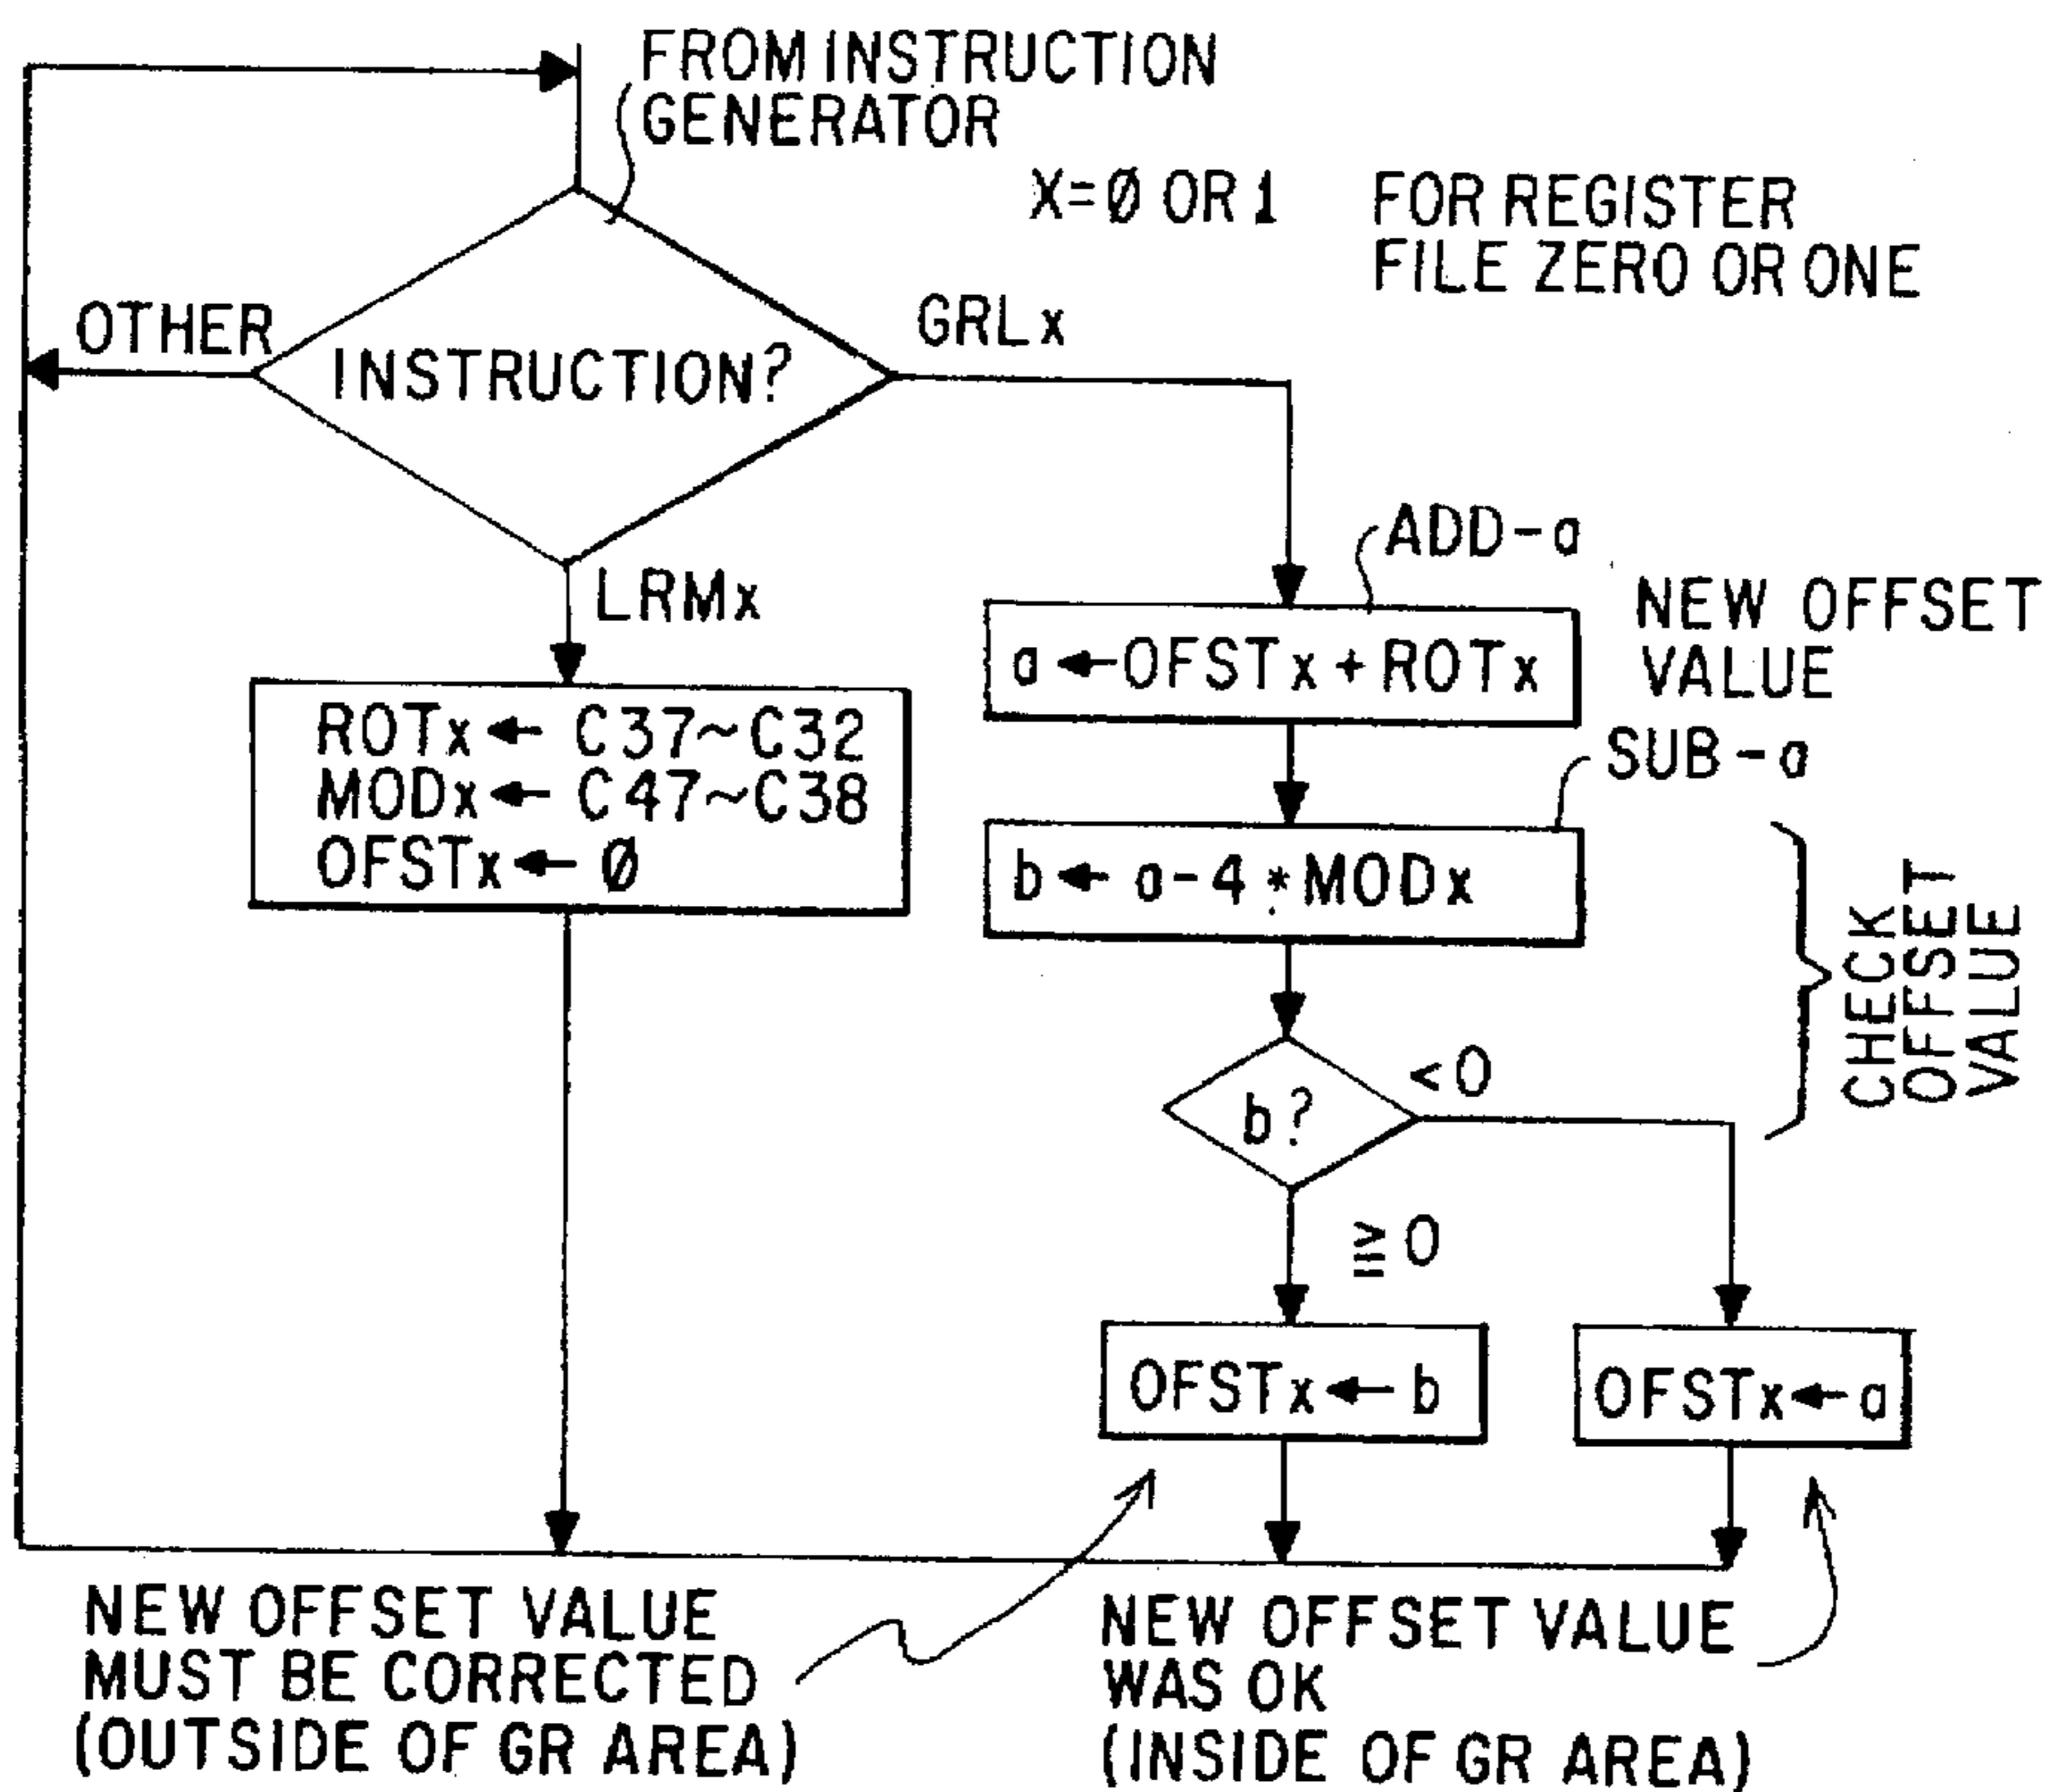 FROM INSTRUCTION
GENERATOR
X=Ø OR 1
FOR REGISTER
FILE ZERO OR ONE
OTHER
INSTRUCTION?
GRLx
LRMx
ADD-a
NEW OFFSET
VALUE
a ← OFSTx + ROTx
ROTx ← C37~C32
MODx ← C47~C38
OFSTx ← Ø
SUB-a
b ← a-4 * MODx
CHECK
OFFSET
VALUE
b?
<0
≧0
OFSTx ← b
OFSTx ← a
NEW OFFSET VALUE
MUST BE CORRECTED
(OUTSIDE OF GR AREA)
NEW OFFSET VALUE
WAS OK
(INSIDE OF GR AREA)